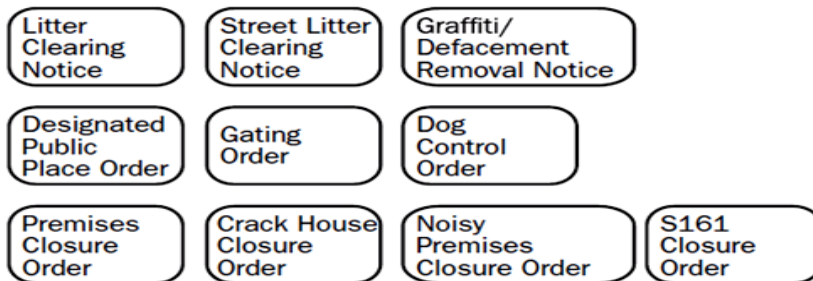 Litter
Clearing
Notice
Street Litter
Clearing
Notice
Graffiti/
Defacement
Removal Notice
Designated
Public
Place Order
Gating
Order
Dog
Control
Order
Premises
Closure
Order
Crack House
Closure
Order
Noisy
Premises
Closure Order
S161
Closure
Order